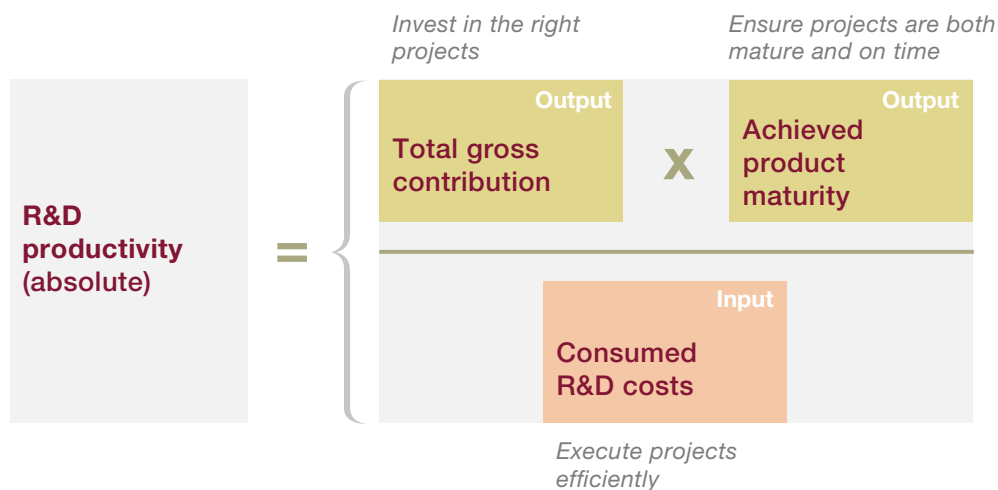 Invest in the right
projects
Ensure projects are both
mature and on time
R&D
productivity
(absolute)
=
Output
Total gross
contribution
x
Output
Achieved
product
maturity
Input
Consumed
R&D costs
Execute projects
efficiently